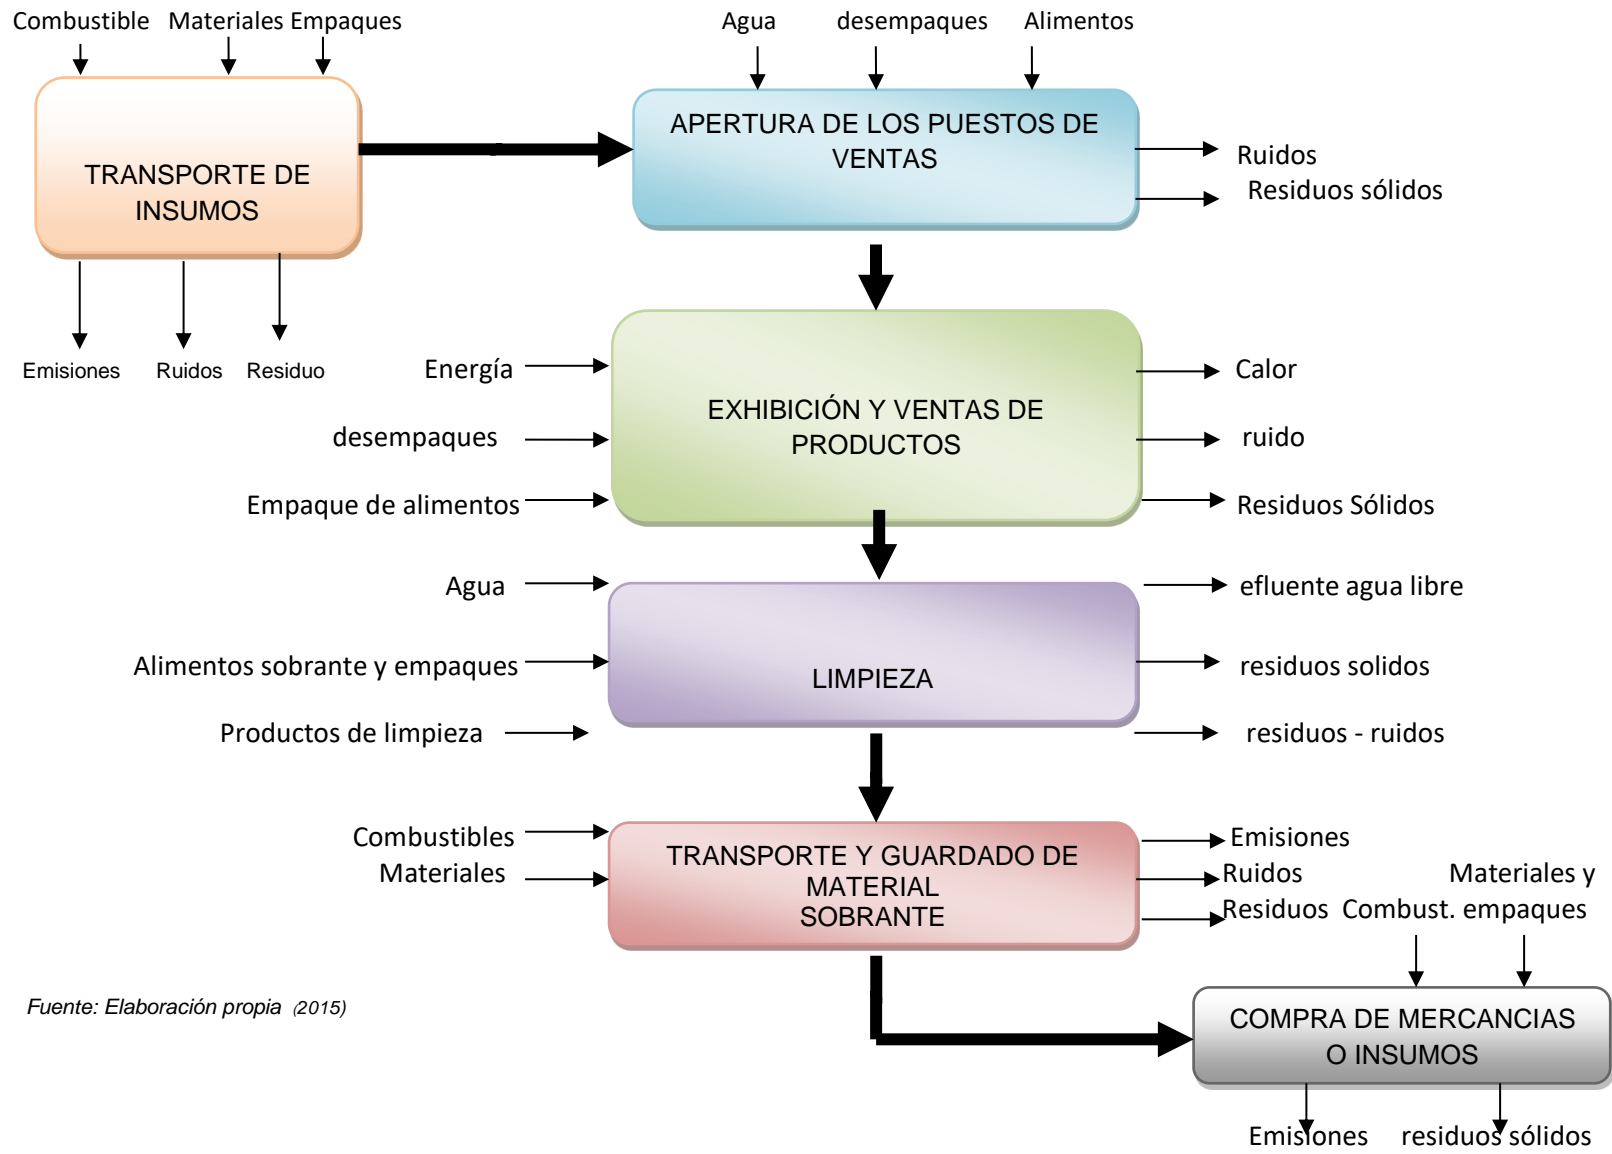 Combustible Materiales Empaques
TRANSPORTE DE
INSUMOS
Emisiones Ruidos Residuo
Agua desempaques Alimentos
APERTURA DE LOS PUESTOS DE
VENTAS
Ruidos
Residuos sólidos
Energía
desempaques
Empaque de alimentos
EXHIBICIÓN Y VENTAS DE
PRODUCTOS
Calor
ruido
Residuos Sólidos
Agua
Alimentos sobrante y empaques
Productos de limpieza
LIMPIEZA
efluente agua libre
residuos solidos
residuos - ruidos
Combustibles
Materiales
TRANSPORTE Y GUARDADO DE
MATERIAL
SOBRANTE
Emisiones
Ruidos
Residuos
Materiales y
Combust. empaques
COMPRA DE MERCANCIAS
O INSUMOS
Emisiones residuos sólidos
Fuente: Elaboración propia (2015)